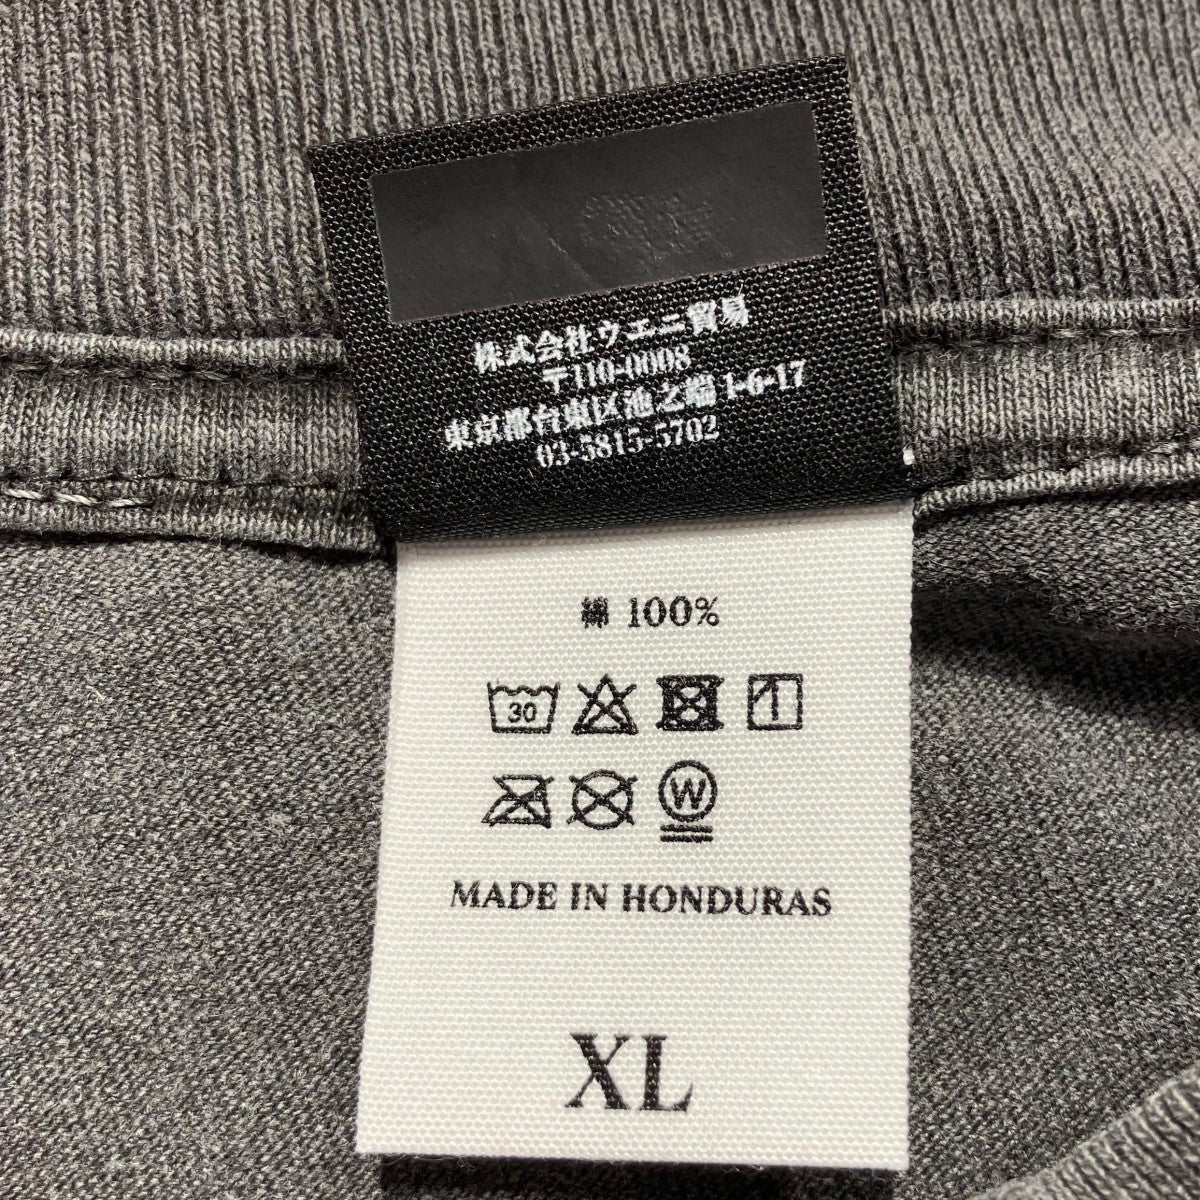 株式会社ウエニ貿易
〒110-0008
東京都台東区池之端 1-6-17
03-5815-5702
綿 100%
30
W
MADE IN HONDURAS
XL